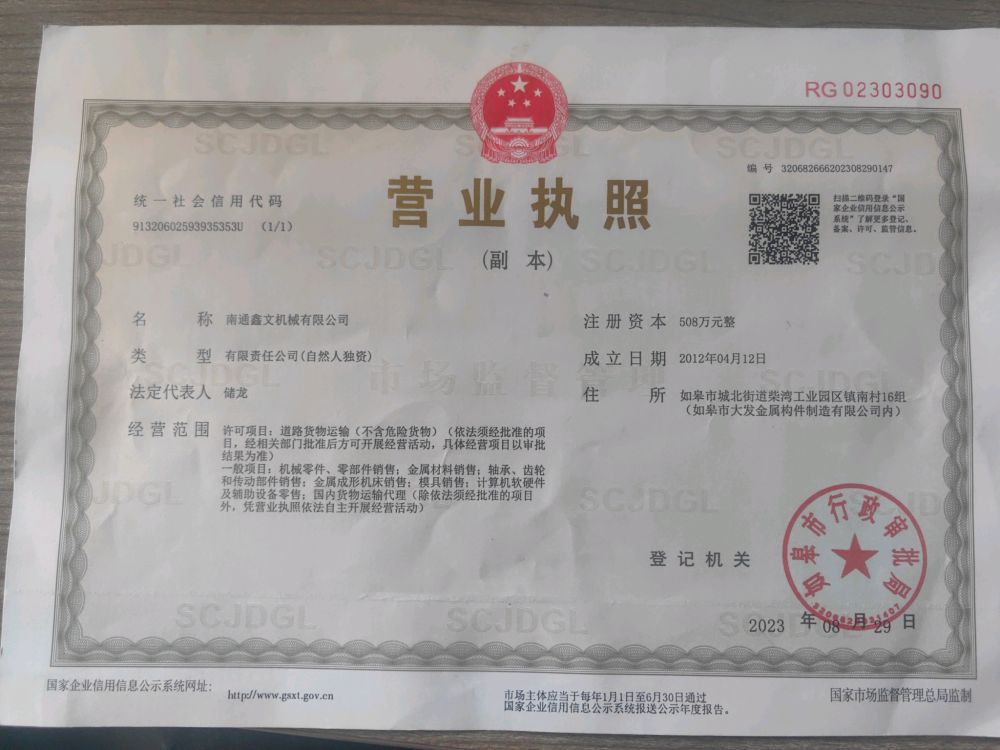 RG 02303090
编 号 320682666202308290147
统一社会信用代码
91320602593935353U (1/1)
营业执照
(副 本)
扫描二维码登录“国
家企业信用信息公示
系统”了解更多登记、
备案、许可、监管信息。
名 称 南通鑫文机械有限公司
类 型 有限责任公司(自然人独资)
法定代表人 储龙
经营范围 许可项目:道路货物运输(不含危险货物)(依法须经批准的项
目,经相关部门批准后方可开展经营活动,具体经营项目以审批
结果为准)
一般项目:机械零件、零部件销售;金属材料销售;轴承、齿轮
和传动部件销售;金属成形机床销售;模具销售;计算机软硬件
及辅助设备零售;国内货物运输代理(除依法须经批准的项目
外,凭营业执照依法自主开展经营活动)
注册资本 508万元整
成立日期 2012年04月12日
住 所 如皋市城北街道柴湾工业园区镇南村16组
(如皋市大发金属构件制造有限公司内)
市场监督管理
SCJDGL
登记机关
如皋市行政审批局
2023 年 08 月 29 日
国家企业信用信息公示系统网址: http://www.gsxt.gov.cn
市场主体应当于每年1月1日至6月30日通过
国家企业信用信息公示系统报送公示年度报告。
国家市场监督管理总局监制